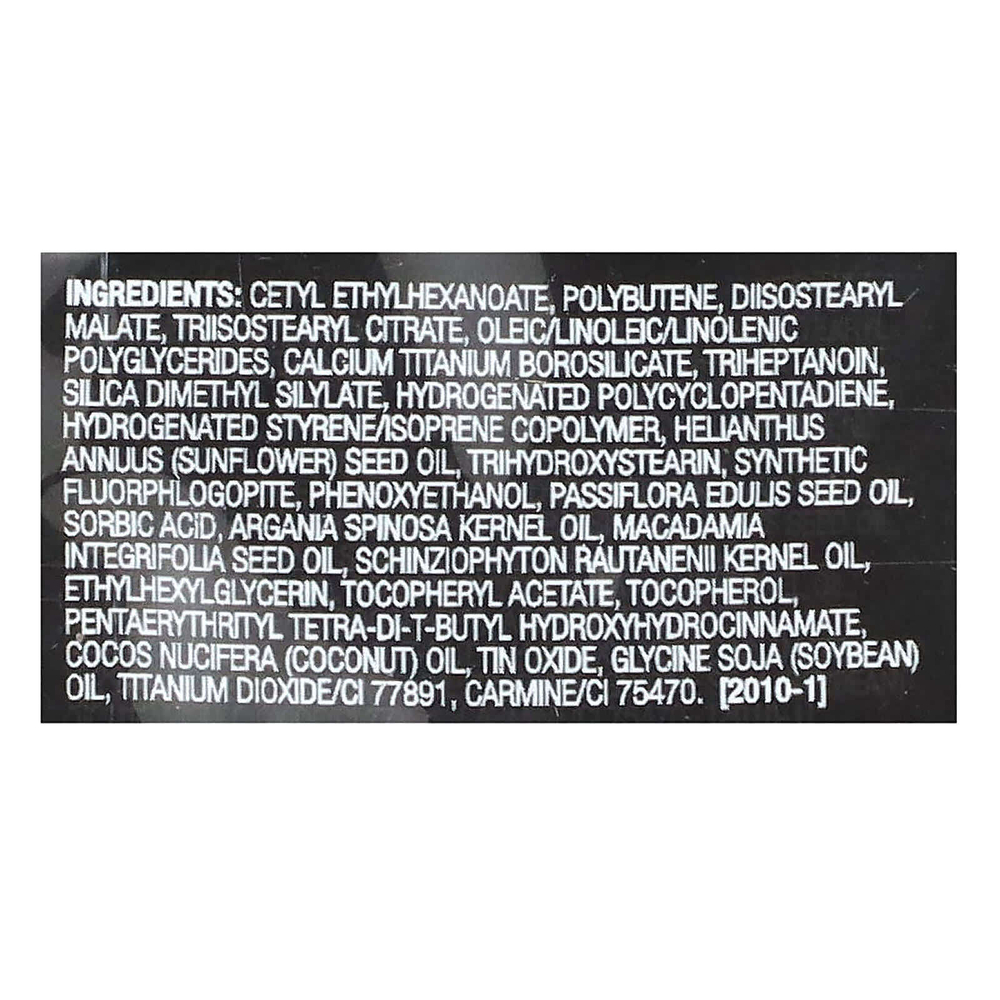 INGREDIENTS: CETYL ETHYLHEXANOATE, POLYBUTENE, DIISOSTEARYL
MALATE, TRIISOSTEARYL CITRATE, OLEIC/LINOLEIC/LINOLENIC
POLYGLYCERIDES, CALCIUM TITANIUM BOROSILICATE, TRIHEPTANOIN,
SILICA DIMETHYL SILYLATE, HYDROGENATED POLYCYCLOPENTADIENE,
HYDROGENATED STYRENE/ISOPRENE COPOLYMER, HELIANTHUS
ANNUUS (SUNFLOWER) SEED OIL, TRIHYDROXYSTEARIN, SYNTHETIC
FLUORPHLOGOPITE, PHENOXYETHANOL, PASSIFLORA EDULIS SEED OIL,
SORBIC ACiD, ARGANIA SPINOSA KERNEL OIL, MACADAMIA
INTEGRIFOLIA SEED OIL, SCHINZIOPHYTON RAUTANENII KERNEL OIL,
ETHYLHEXYLGLYCERIN, TOCOPHERYL ACETATE, TOCOPHEROL,
PENTAERYTHRITYL TETRA-DI-T-BUTYL HYDROXYHYDROCINNAMATE,
COCOS NUCIFERA (COCONUT) OIL, TIN OXIDE, GLYCINE SOJA (SOYBEAN)
OIL, TITANIUM DIOXIDE/CI 77891, CARMINE/CI 75470. [2010-1]